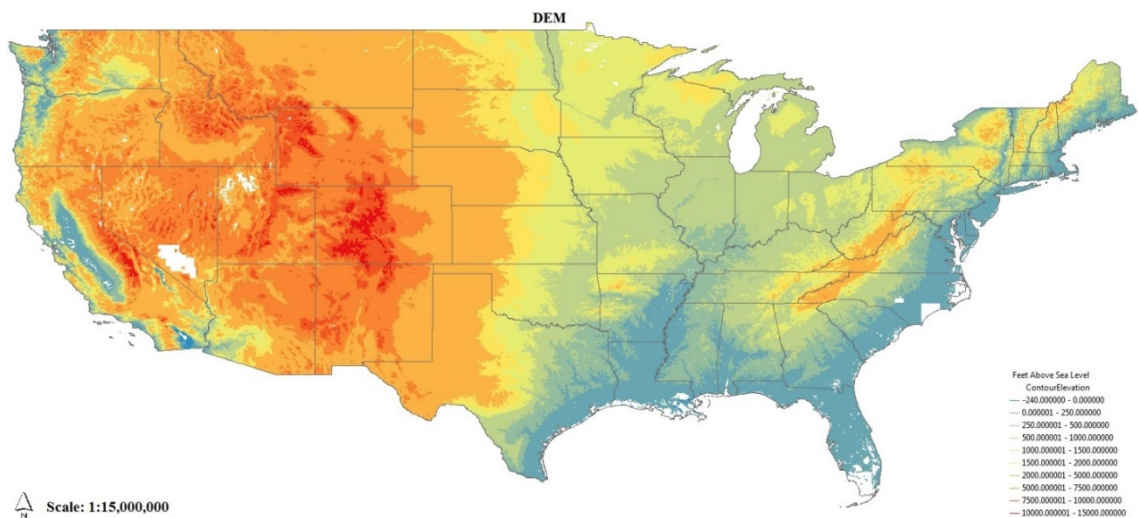 DEM
Feet Above Sea Level
ContourElevation
-240.000000 - 0.000000
0.000001 - 250.000000
250.000001 - 500.000000
500.000001 - 1000.000000
1000.000001 - 1500.000000
1500.000001 - 2000.000000
2000.000001 - 5000.000000
5000.000001 - 7500.000000
7500.000001 - 10000.000000
10000.000001 - 15000.000000
N Scale: 1:15,000,000